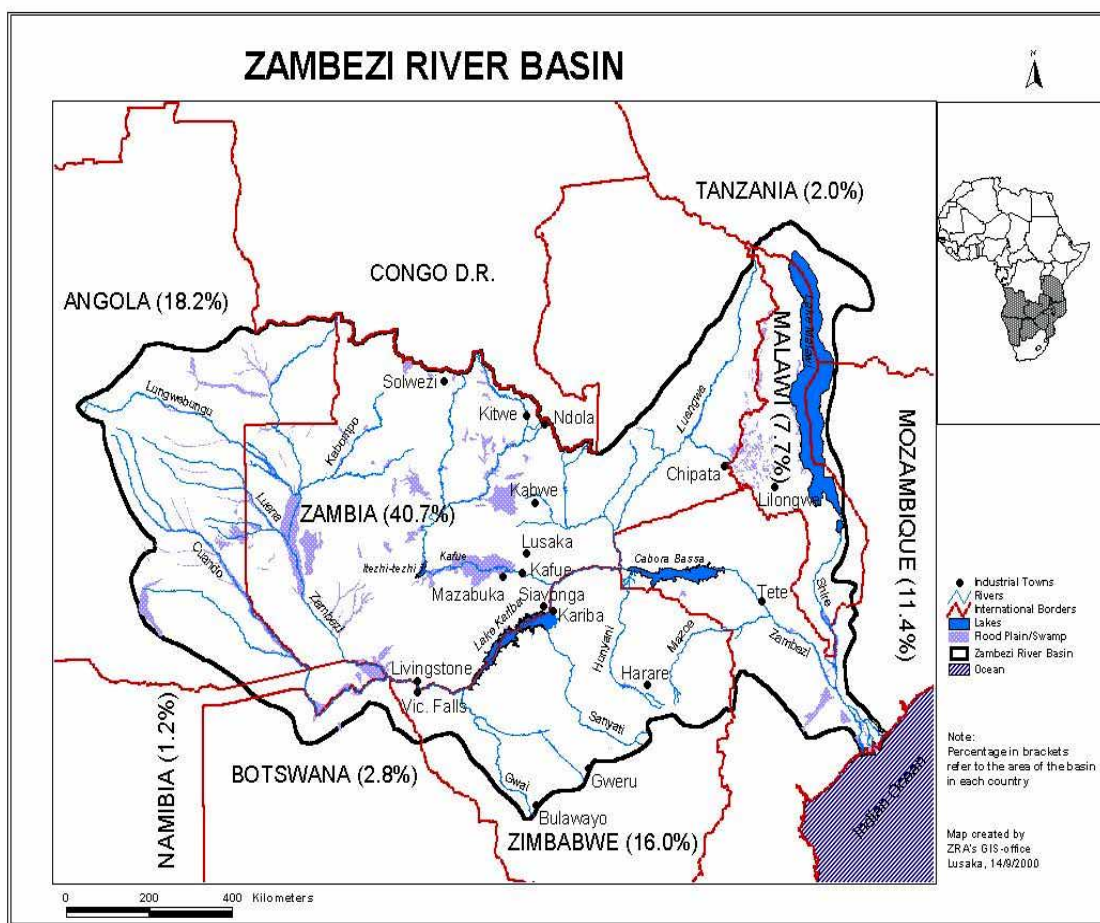 ZAMBEZI RIVER BASIN
N
TANZANIA (2.0%)
CONGO D.R.
ANGOLA (18.2%)
Lake Malawi
MALAWI (7.7%)
MOZAMBIQUE (11.4%)
Solwezi
Lungwebungu
Kabompo
Kitwe
Ndola
Luangwa
Chipata
Lilongwe
Kabwe
Luena
ZAMBIA (40.7%)
Lusaka
Cuando
Itezhi-tezhi
Kafue
Kafue
Cabora Bassa
Mazabuka
Siavonga
Tete
Shire
Zambezi
Lake Kariba
Kariba
Hunyani
Mazoe
Zambezi
Livingstone
Vic. Falls
Harare
Sanyati
NAMIBIA (1.2%)
BOTSWANA (2.8%)
Gwai
Gweru
Bulawayo
ZIMBABWE (16.0%)
Indian Ocean
Industrial Towns
Rivers
International Borders
Lakes
Flood Plain/Swamp
Zambezi River Basin
Ocean
Note:
Percentage in brackets
refer to the area of the basin
in each country
Map created by
ZRA's GIS-office
Lusaka, 14/9/2000
0 200 400 Kilometers